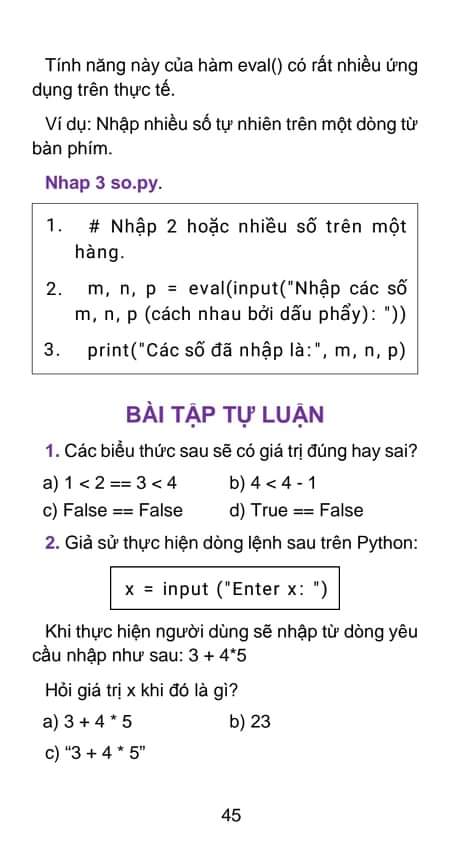 Tính năng này của hàm eval() có rất nhiều ứng
dụng trên thực tế.
Ví dụ: Nhập nhiều số tự nhiên trên một dòng từ
bàn phím.
Nhap 3 so.py.
1. # Nhập 2 hoặc nhiều số trên một
hàng.
2. m, n, p = eval(input("Nhập các số
m, n, p (cách nhau bởi dấu phẩy): "))
3. print("Các số đã nhập là:", m, n, p)
BÀI TẬP TỰ LUẬN
1. Các biểu thức sau sẽ có giá trị đúng hay sai?
a) 1 < 2 == 3 < 4 b) 4 < 4 - 1
c) False == False d) True == False
2. Giả sử thực hiện dòng lệnh sau trên Python:
x = input ("Enter x: ")
Khi thực hiện người dùng sẽ nhập từ dòng yêu
cầu nhập như sau: 3 + 4*5
Hỏi giá trị x khi đó là gì?
a) 3 + 4 * 5 b) 23
c) “3 + 4 * 5”
45